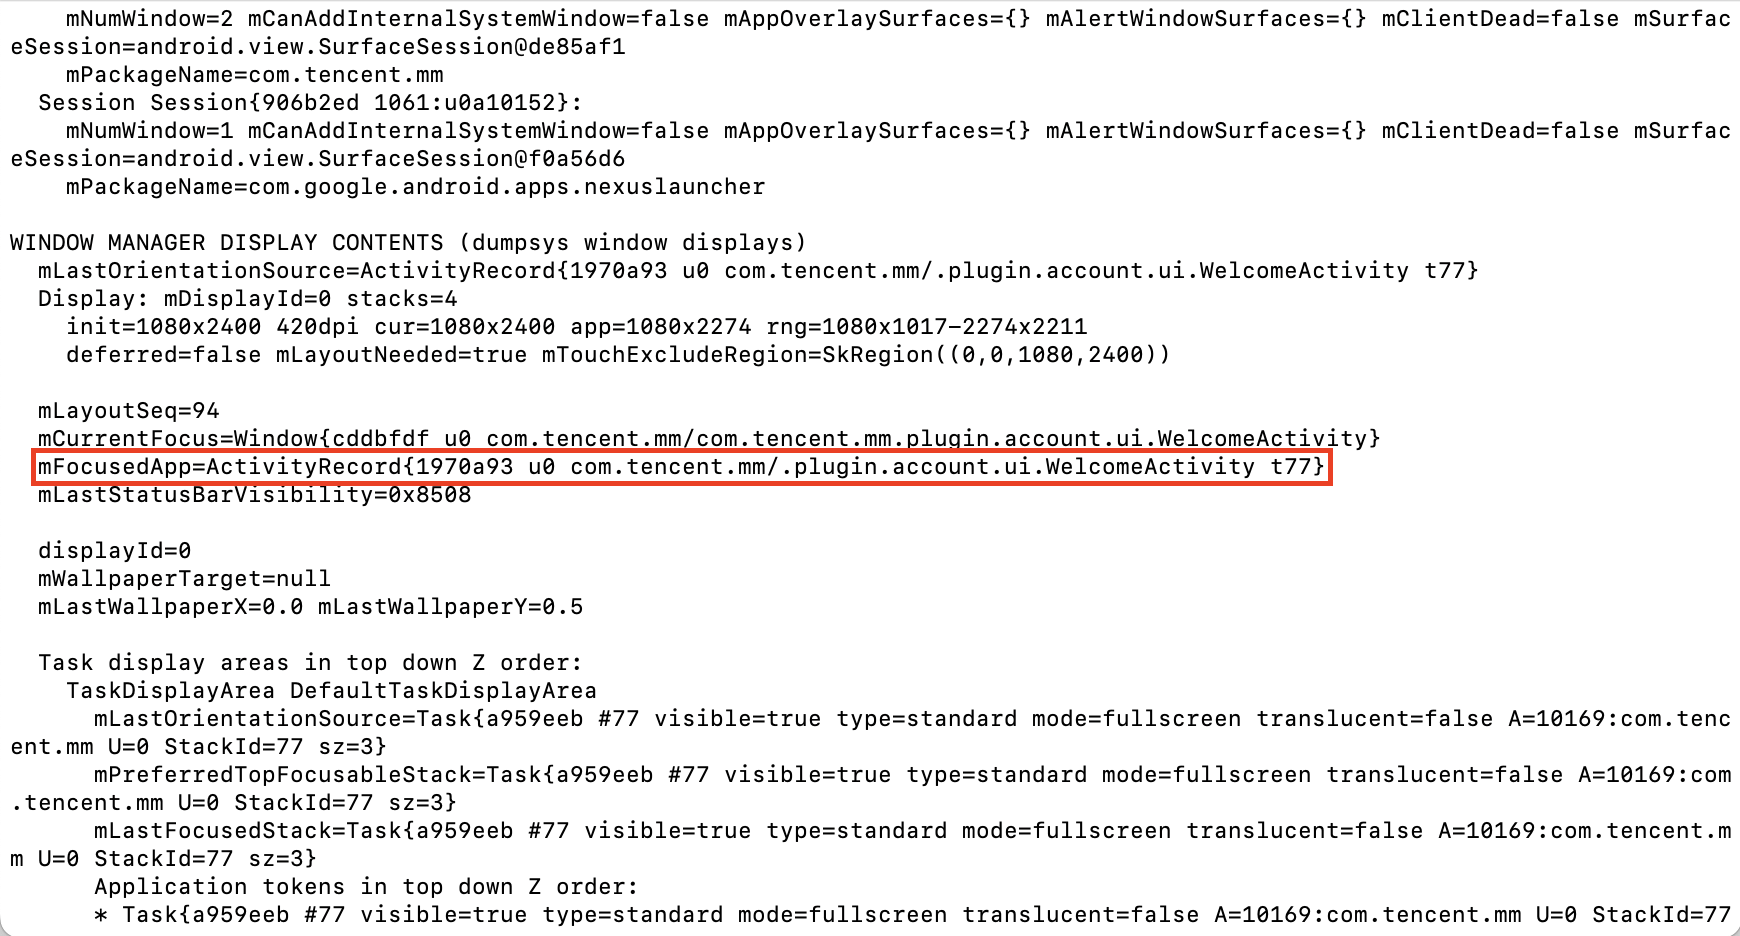 mNumWindow=2 mCanAddInternalSystemWindow=false mAppOverlaySurfaces={} mAlertWindowSurfaces={} mClientDead=false mSurfac
eSession=android.view.SurfaceSession@de85af1
    mPackageName=com.tencent.mm
  Session Session{906b2ed 1061:u0a10152}:
    mNumWindow=1 mCanAddInternalSystemWindow=false mAppOverlaySurfaces={} mAlertWindowSurfaces={} mClientDead=false mSurfac
eSession=android.view.SurfaceSession@f0a56d6
    mPackageName=com.google.android.apps.nexuslauncher

WINDOW MANAGER DISPLAY CONTENTS (dumpsys window displays)
  mLastOrientationSource=ActivityRecord{1970a93 u0 com.tencent.mm/.plugin.account.ui.WelcomeActivity t77}
  Display: mDisplayId=0 stacks=4
    init=1080x2400 420dpi cur=1080x2400 app=1080x2274 rng=1080x1017-2274x2211
    deferred=false mLayoutNeeded=true mTouchExcludeRegion=SkRegion((0,0,1080,2400))

  mLayoutSeq=94
  mCurrentFocus=Window{cddbfdf u0 com.tencent.mm/com.tencent.mm.plugin.account.ui.WelcomeActivity}
  mFocusedApp=ActivityRecord{1970a93 u0 com.tencent.mm/.plugin.account.ui.WelcomeActivity t77}
  mLastStatusBarVisibility=0x8508

  displayId=0
  mWallpaperTarget=null
  mLastWallpaperX=0.0 mLastWallpaperY=0.5

  Task display areas in top down Z order:
    TaskDisplayArea DefaultTaskDisplayArea
      mLastOrientationSource=Task{a959eeb #77 visible=true type=standard mode=fullscreen translucent=false A=10169:com.tenc
ent.mm U=0 StackId=77 sz=3}
      mPreferredTopFocusableStack=Task{a959eeb #77 visible=true type=standard mode=fullscreen translucent=false A=10169:com
.tencent.mm U=0 StackId=77 sz=3}
      mLastFocusedStack=Task{a959eeb #77 visible=true type=standard mode=fullscreen translucent=false A=10169:com.tencent.m
m U=0 StackId=77 sz=3}
      Application tokens in top down Z order:
      * Task{a959eeb #77 visible=true type=standard mode=fullscreen translucent=false A=10169:com.tencent.mm U=0 StackId=77